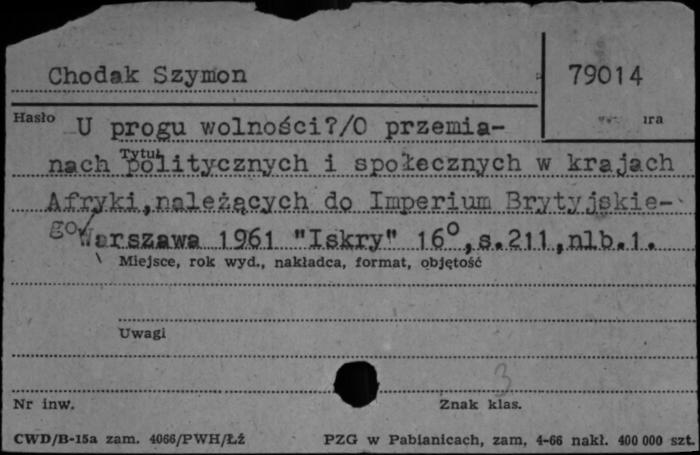 Chodak Szymon
79014
Hasło
U progu wolności?/O przemia-
Tytuł
nach politycznych i społecznych w krajach
Afryki,należących do Imperium Brytyjskie-
go/Warszawa 1961 "Iskry" 16°,s.211,nlb.1.
Miejsce, rok wyd., nakładca, format, objętość
Uwagi
3
Nr inw.
Znak klas.
CWD/B-15a zam. 4066/PWH/Łź
PZG w Pabianicach, zam, 4-66 nakł. 400 000 szt.